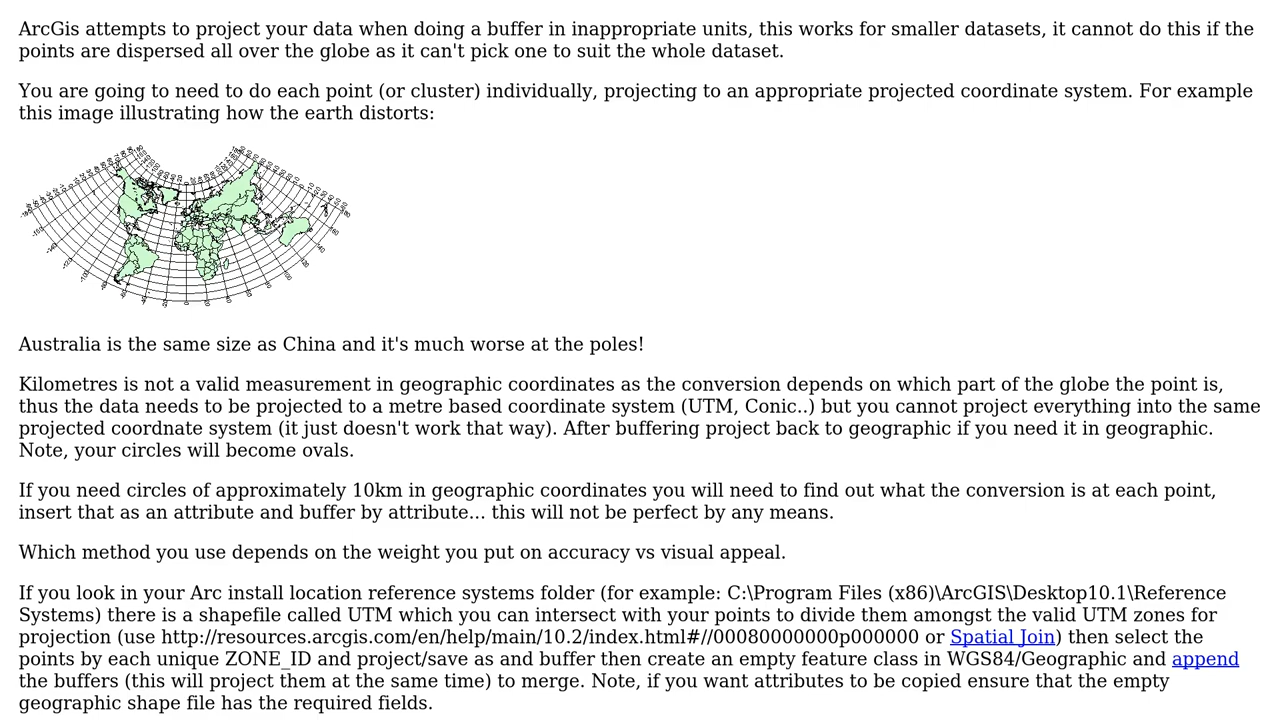 ArcGis attempts to project your data when doing a buffer in inappropriate units, this works for smaller datasets, it cannot do this if the
points are dispersed all over the globe as it can't pick one to suit the whole dataset.
You are going to need to do each point (or cluster) individually, projecting to an appropriate projected coordinate system. For example
this image illustrating how the earth distorts:
Australia is the same size as China and it's much worse at the poles!
Kilometres is not a valid measurement in geographic coordinates as the conversion depends on which part of the globe the point is,
thus the data needs to be projected to a metre based coordinate system (UTM, Conic..) but you cannot project everything into the same
projected coordnate system (it just doesn't work that way). After buffering project back to geographic if you need it in geographic.
Note, your circles will become ovals.
If you need circles of approximately 10km in geographic coordinates you will need to find out what the conversion is at each point,
insert that as an attribute and buffer by attribute... this will not be perfect by any means.
Which method you use depends on the weight you put on accuracy vs visual appeal.
If you look in your Arc install location reference systems folder (for example: C:\Program Files (x86)\ArcGIS\Desktop10.1\Reference
Systems) there is a shapefile called UTM which you can intersect with your points to divide them amongst the valid UTM zones for
projection (use http://resources.arcgis.com/en/help/main/10.2/index.html#//00080000000p000000 or Spatial Join) then select the
points by each unique ZONE_ID and project/save as and buffer then create an empty feature class in WGS84/Geographic and append
the buffers (this will project them at the same time) to merge. Note, if you want attributes to be copied ensure that the empty
geographic shape file has the required fields.